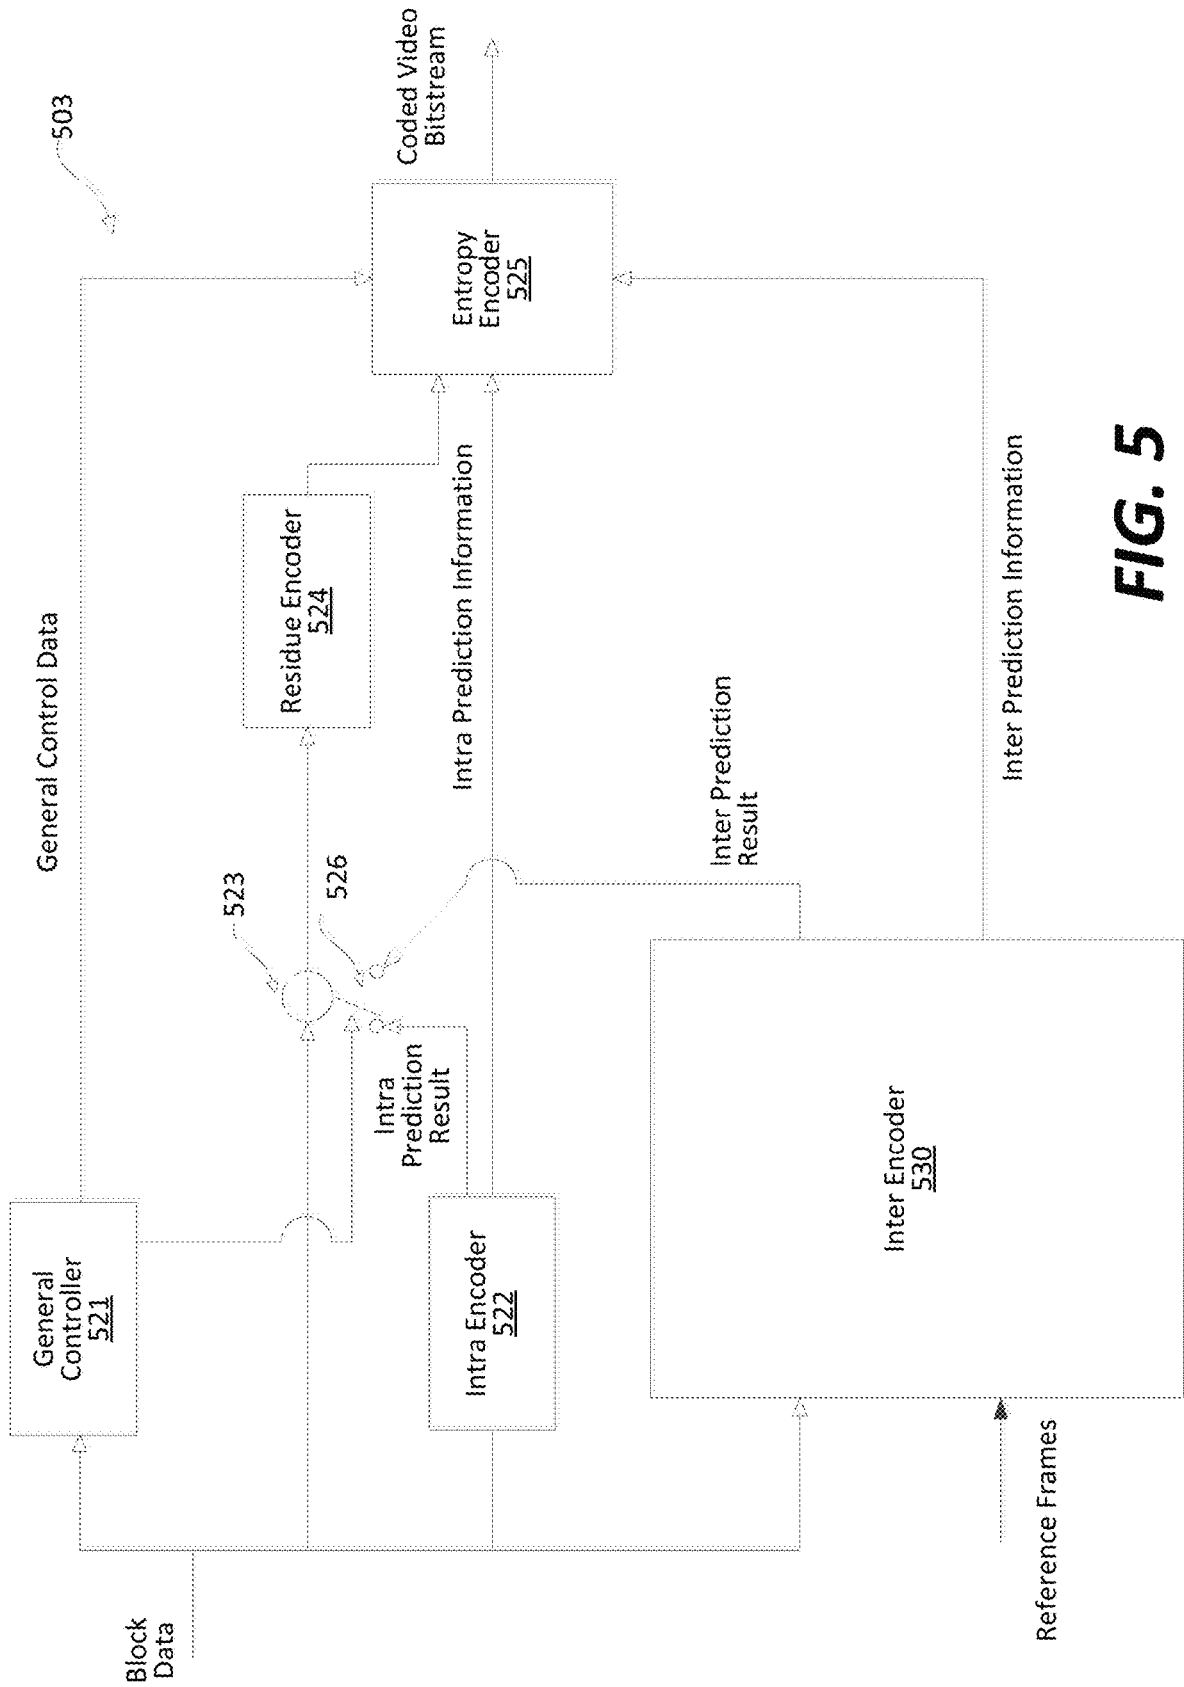 503
General Control Data
General
Controller
521
Block
Data
523
526
Residue Encoder
524
Entropy
Encoder
525
Coded Video
Bitstream
Intra
Prediction
Result
Intra Prediction Information
Intra Encoder
522
Inter Prediction
Result
Inter Encoder
530
Inter Prediction Information
Reference Frames
FIG. 5